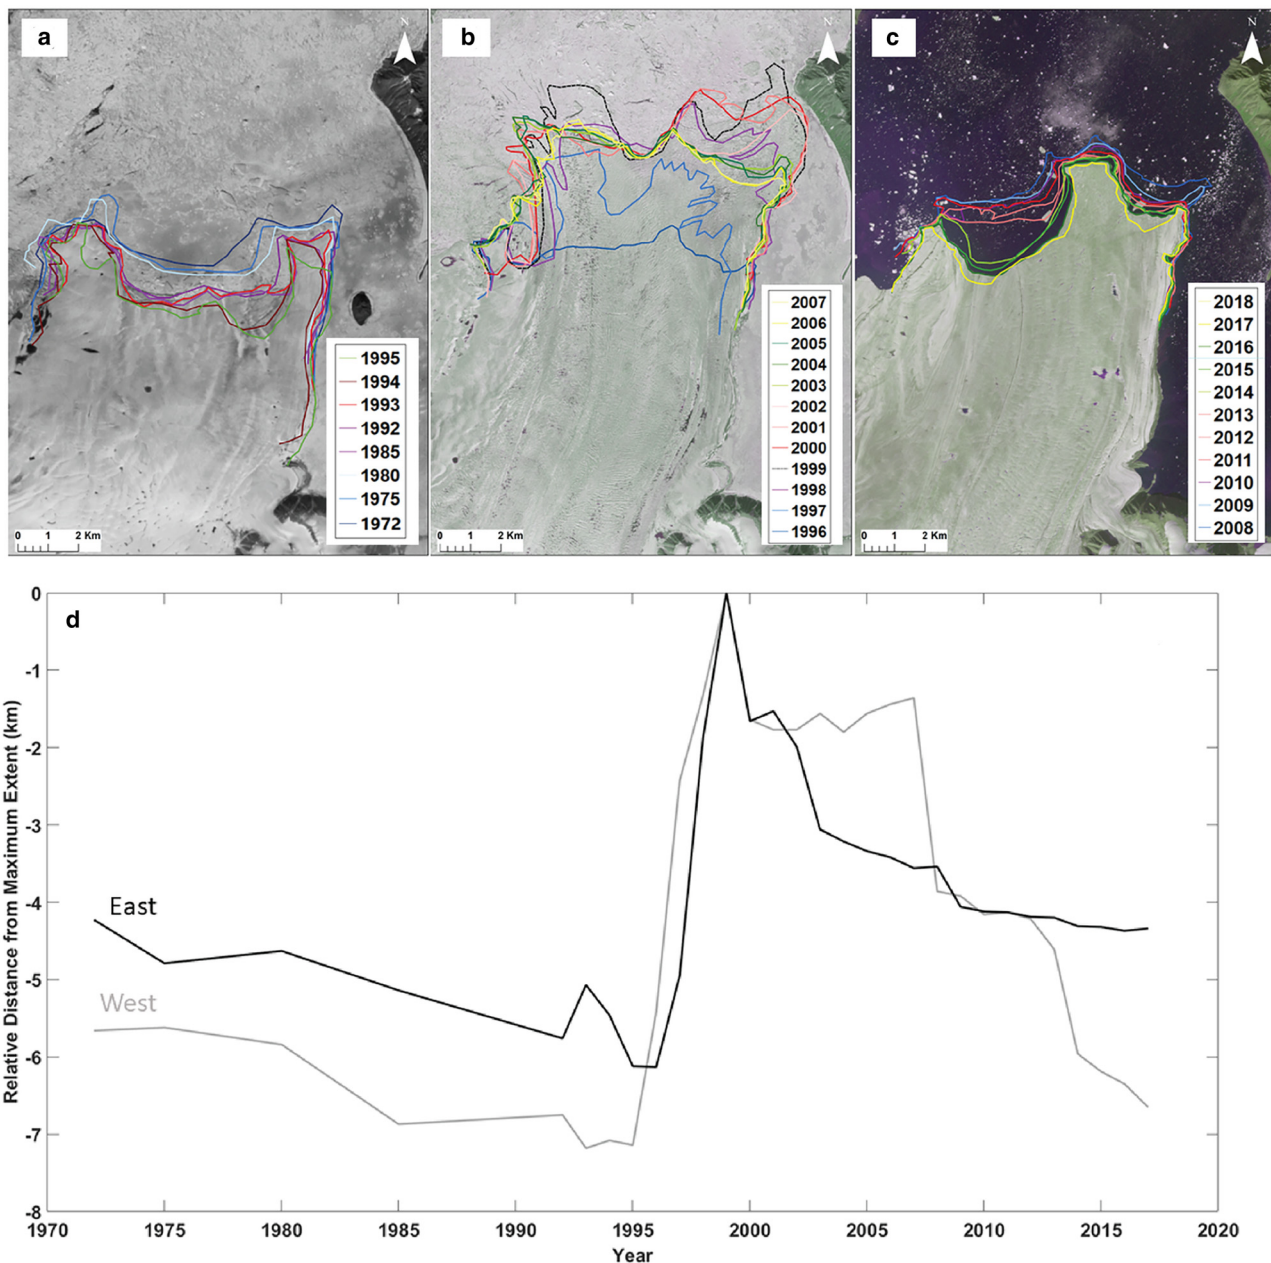 a
N
1995
1994
1993
1992
1985
1980
1975
1972
0 1 2 Km
b
N
2007
2006
2005
2004
2003
2002
2001
2000
1999
1998
1997
1996
0 1 2 Km
c
N
2018
2017
2016
2015
2014
2013
2012
2011
2010
2009
2008
0 1 2 Km
d
Relative Distance from Maximum Extent (km)
0
-1
-2
-3
-4
-5
-6
-7
-8
East
West
1970 1975 1980 1985 1990 1995 2000 2005 2010 2015 2020
Year